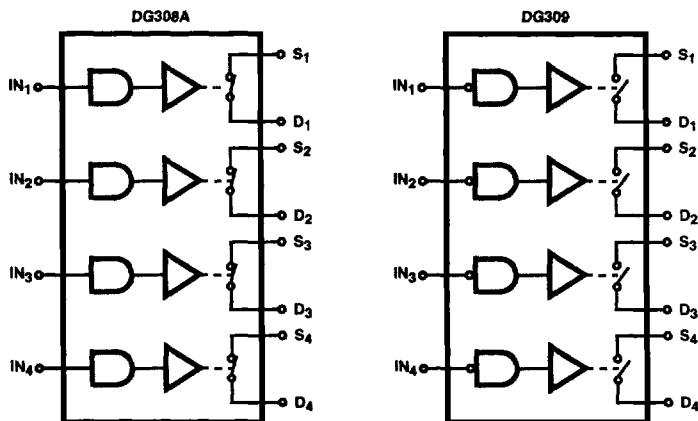 DG308A
S1
IN1
D1
S2
IN2
D2
S3
IN3
D3
S4
IN4
D4
DG309
S1
IN1
D1
S2
IN2
D2
S3
IN3
D3
S4
IN4
D4